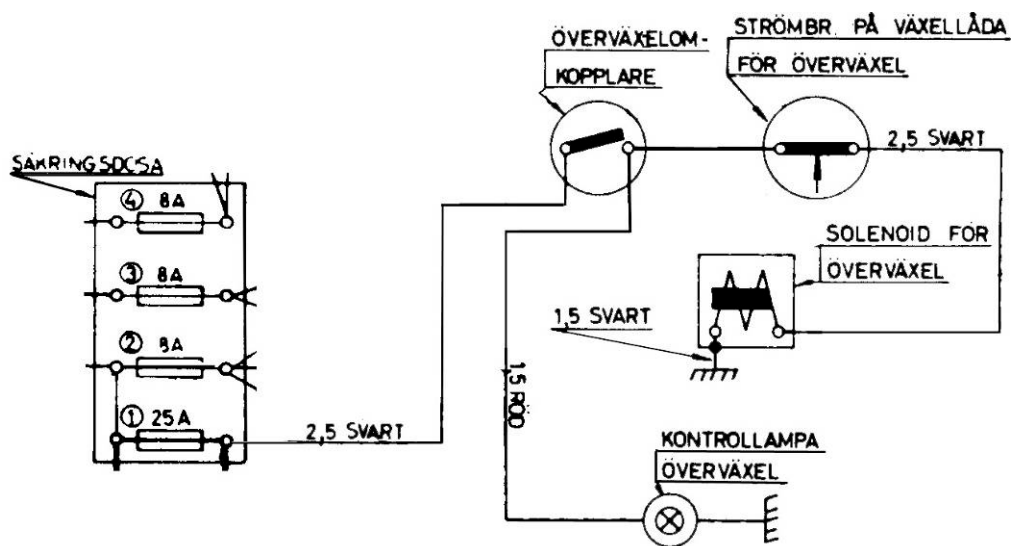 ÖVERVÄXELOM-
KOPPLARE
STRÖMBR. PÅ VÄXELLÅDA
FÖR ÖVERVÄXEL
2,5 SVART
SÄKRINGSDOSA
4 8A
3 8A
2 8A
1 25A
2,5 SVART
SOLENOID FÖR
ÖVERVÄXEL
1,5 SVART
1,5 RÖD
KONTROLLAMPA
ÖVERVÄXEL